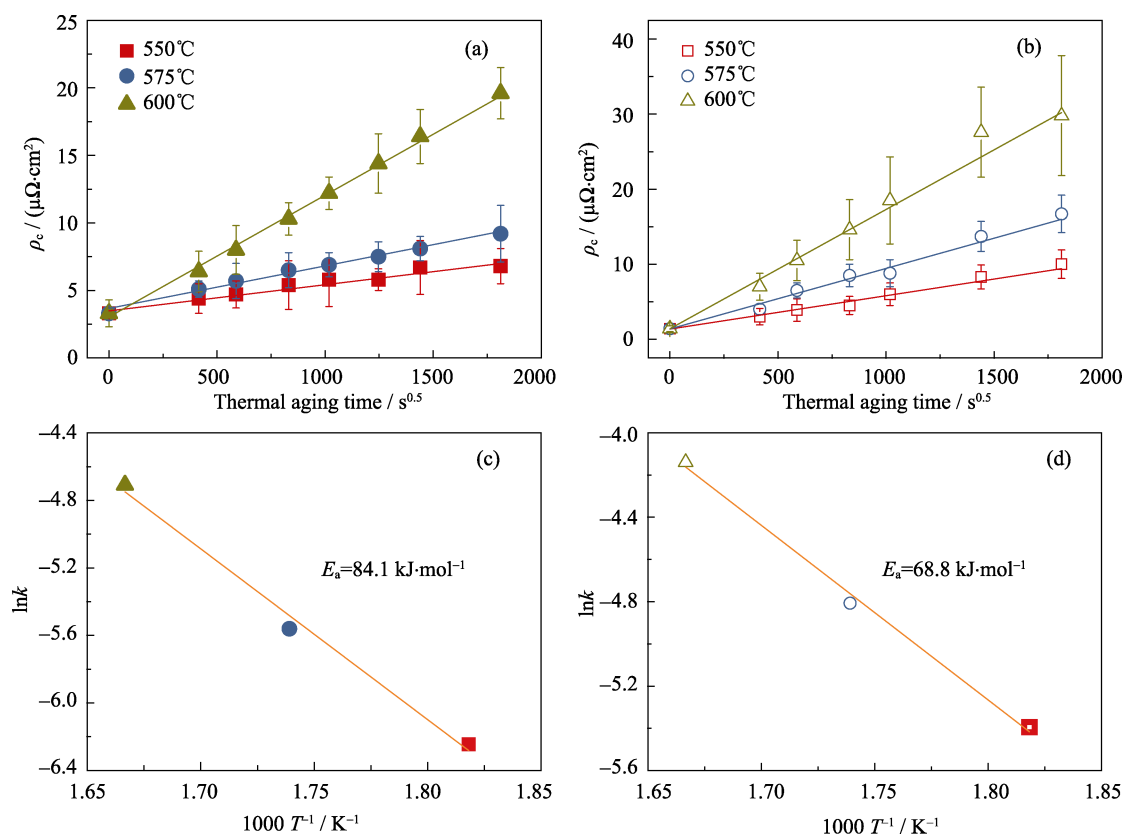 (a)
550℃
575℃
600℃
25
20
15
10
5
0
ρc / (μΩ·cm²)
0 500 1000 1500 2000
Thermal aging time / s⁰·⁵
(b)
550℃
575℃
600℃
40
30
20
10
0
ρc / (μΩ·cm²)
0 500 1000 1500 2000
Thermal aging time / s⁰·⁵
(c)
−4.4
−4.8
−5.2
−5.6
−6.0
−6.4
lnk
Ea=84.1 kJ·mol⁻¹
1.65 1.70 1.75 1.80 1.85
1000 T⁻¹ / K⁻¹
(d)
−4.0
−4.4
−4.8
−5.2
−5.6
lnk
Ea=68.8 kJ·mol⁻¹
1.65 1.70 1.75 1.80 1.85
1000 T⁻¹ / K⁻¹